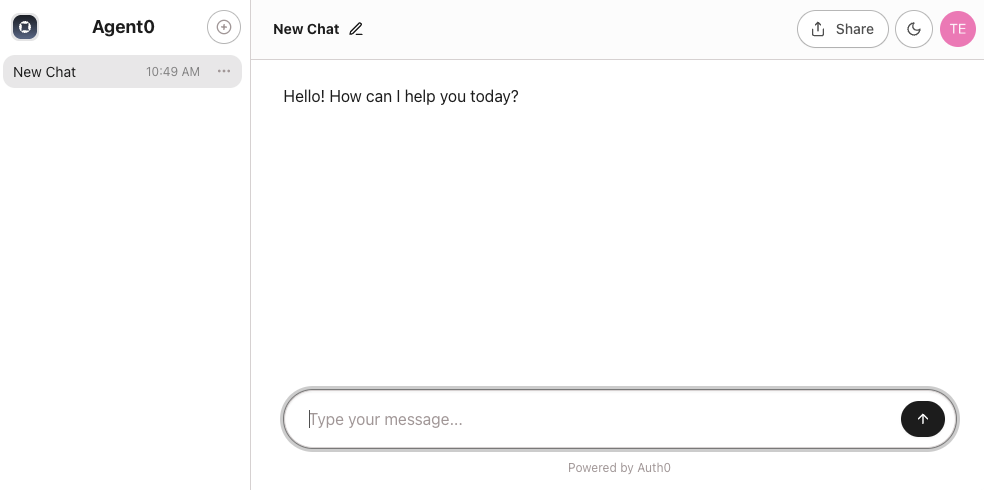 Agent0
New Chat
10:49 AM
New Chat
Share
TE
Hello! How can I help you today?
Type your message...
Powered by Auth0